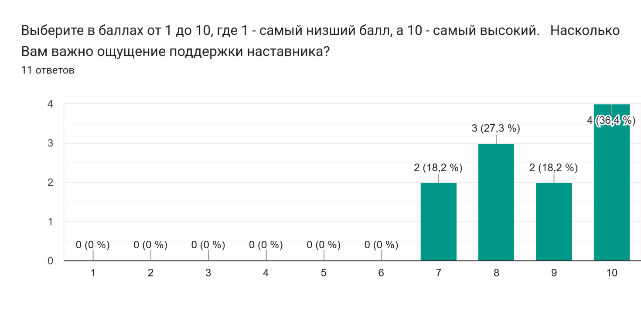 Выберите в баллах от 1 до 10, где 1 - самый низший балл, а 10 - самый высокий.   Насколько
Вам важно ощущение поддержки наставника?
11 ответов
4
3
2
1
0
0 (0 %)
0 (0 %)
0 (0 %)
0 (0 %)
0 (0 %)
0 (0 %)
2 (18,2 %)
3 (27,3 %)
2 (18,2 %)
4 (36,4 %)
1
2
3
4
5
6
7
8
9
10